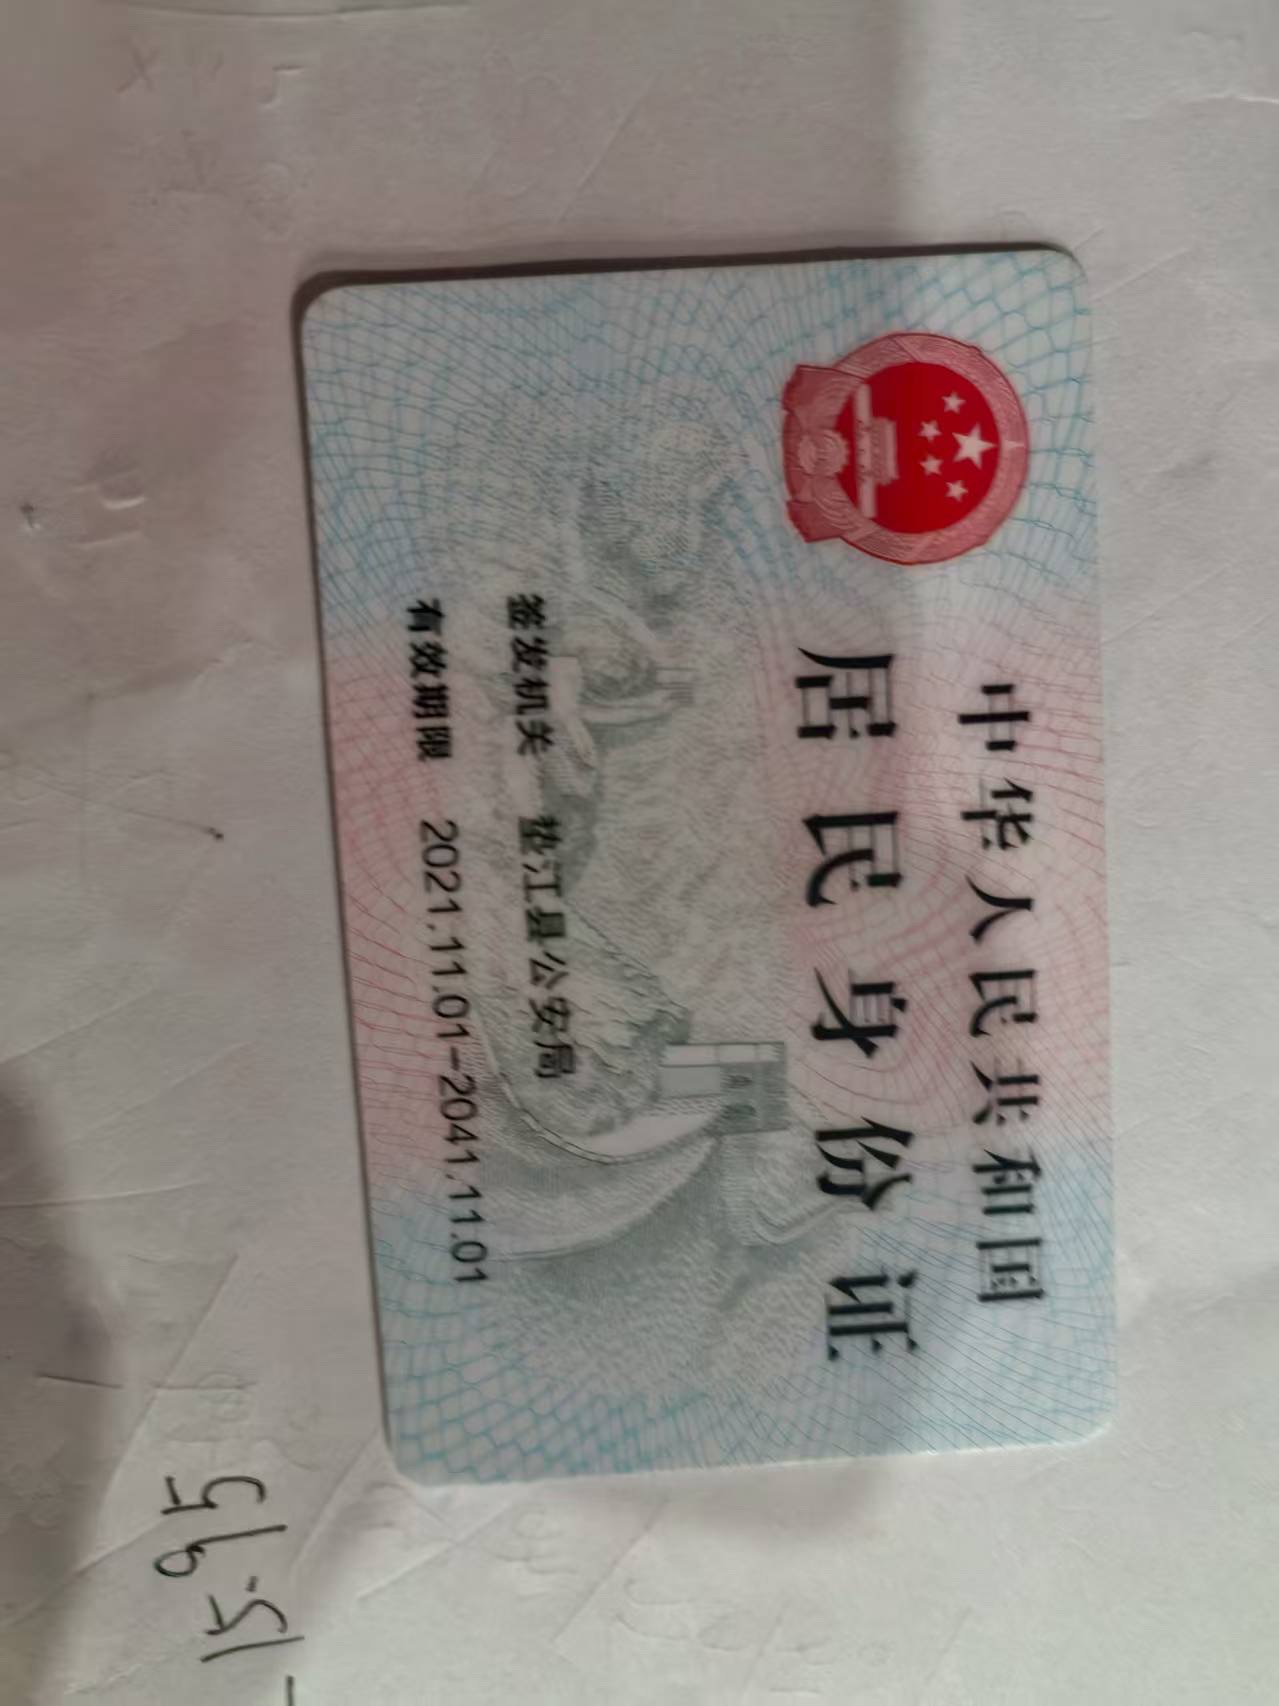 中华人民共和国
居民身份证
签发机关 垫江县公安局
有效期限 2021.11.01-2041.11.01